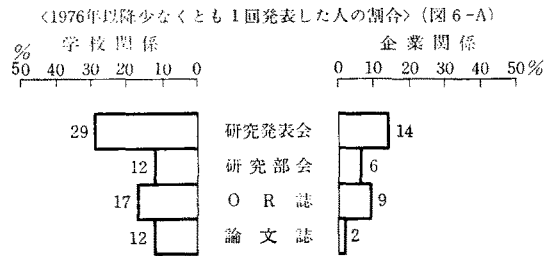 〈1976年以降少なくとも1回発表した人の割合〉(図6-A)
学校関係 企業関係
% 50 40 30 20 10 0 0 10 20 30 40 50%
29 研究発表会 14
12 研究部会 6
17 OR誌 9
12 論文誌 2